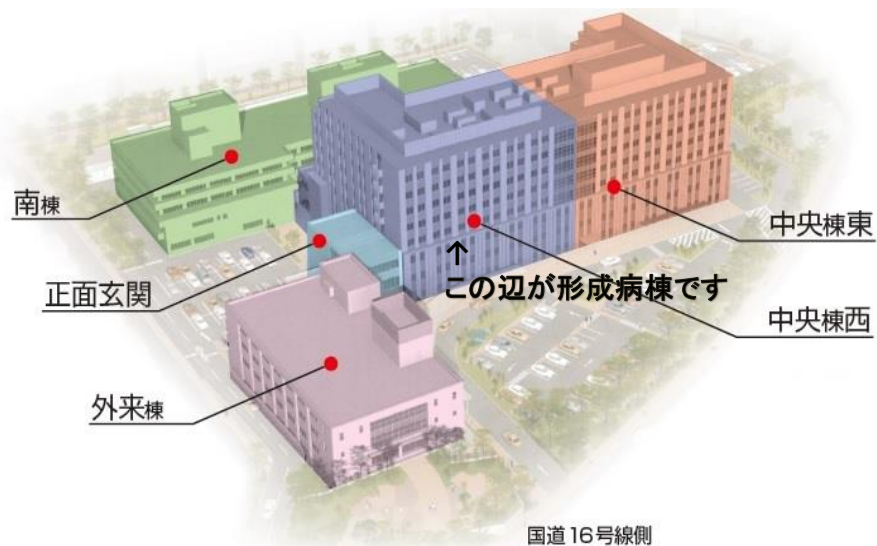 南棟
正面玄関
外来棟
↑
この辺が形成病棟です
中央棟東
中央棟西
国道16号線側